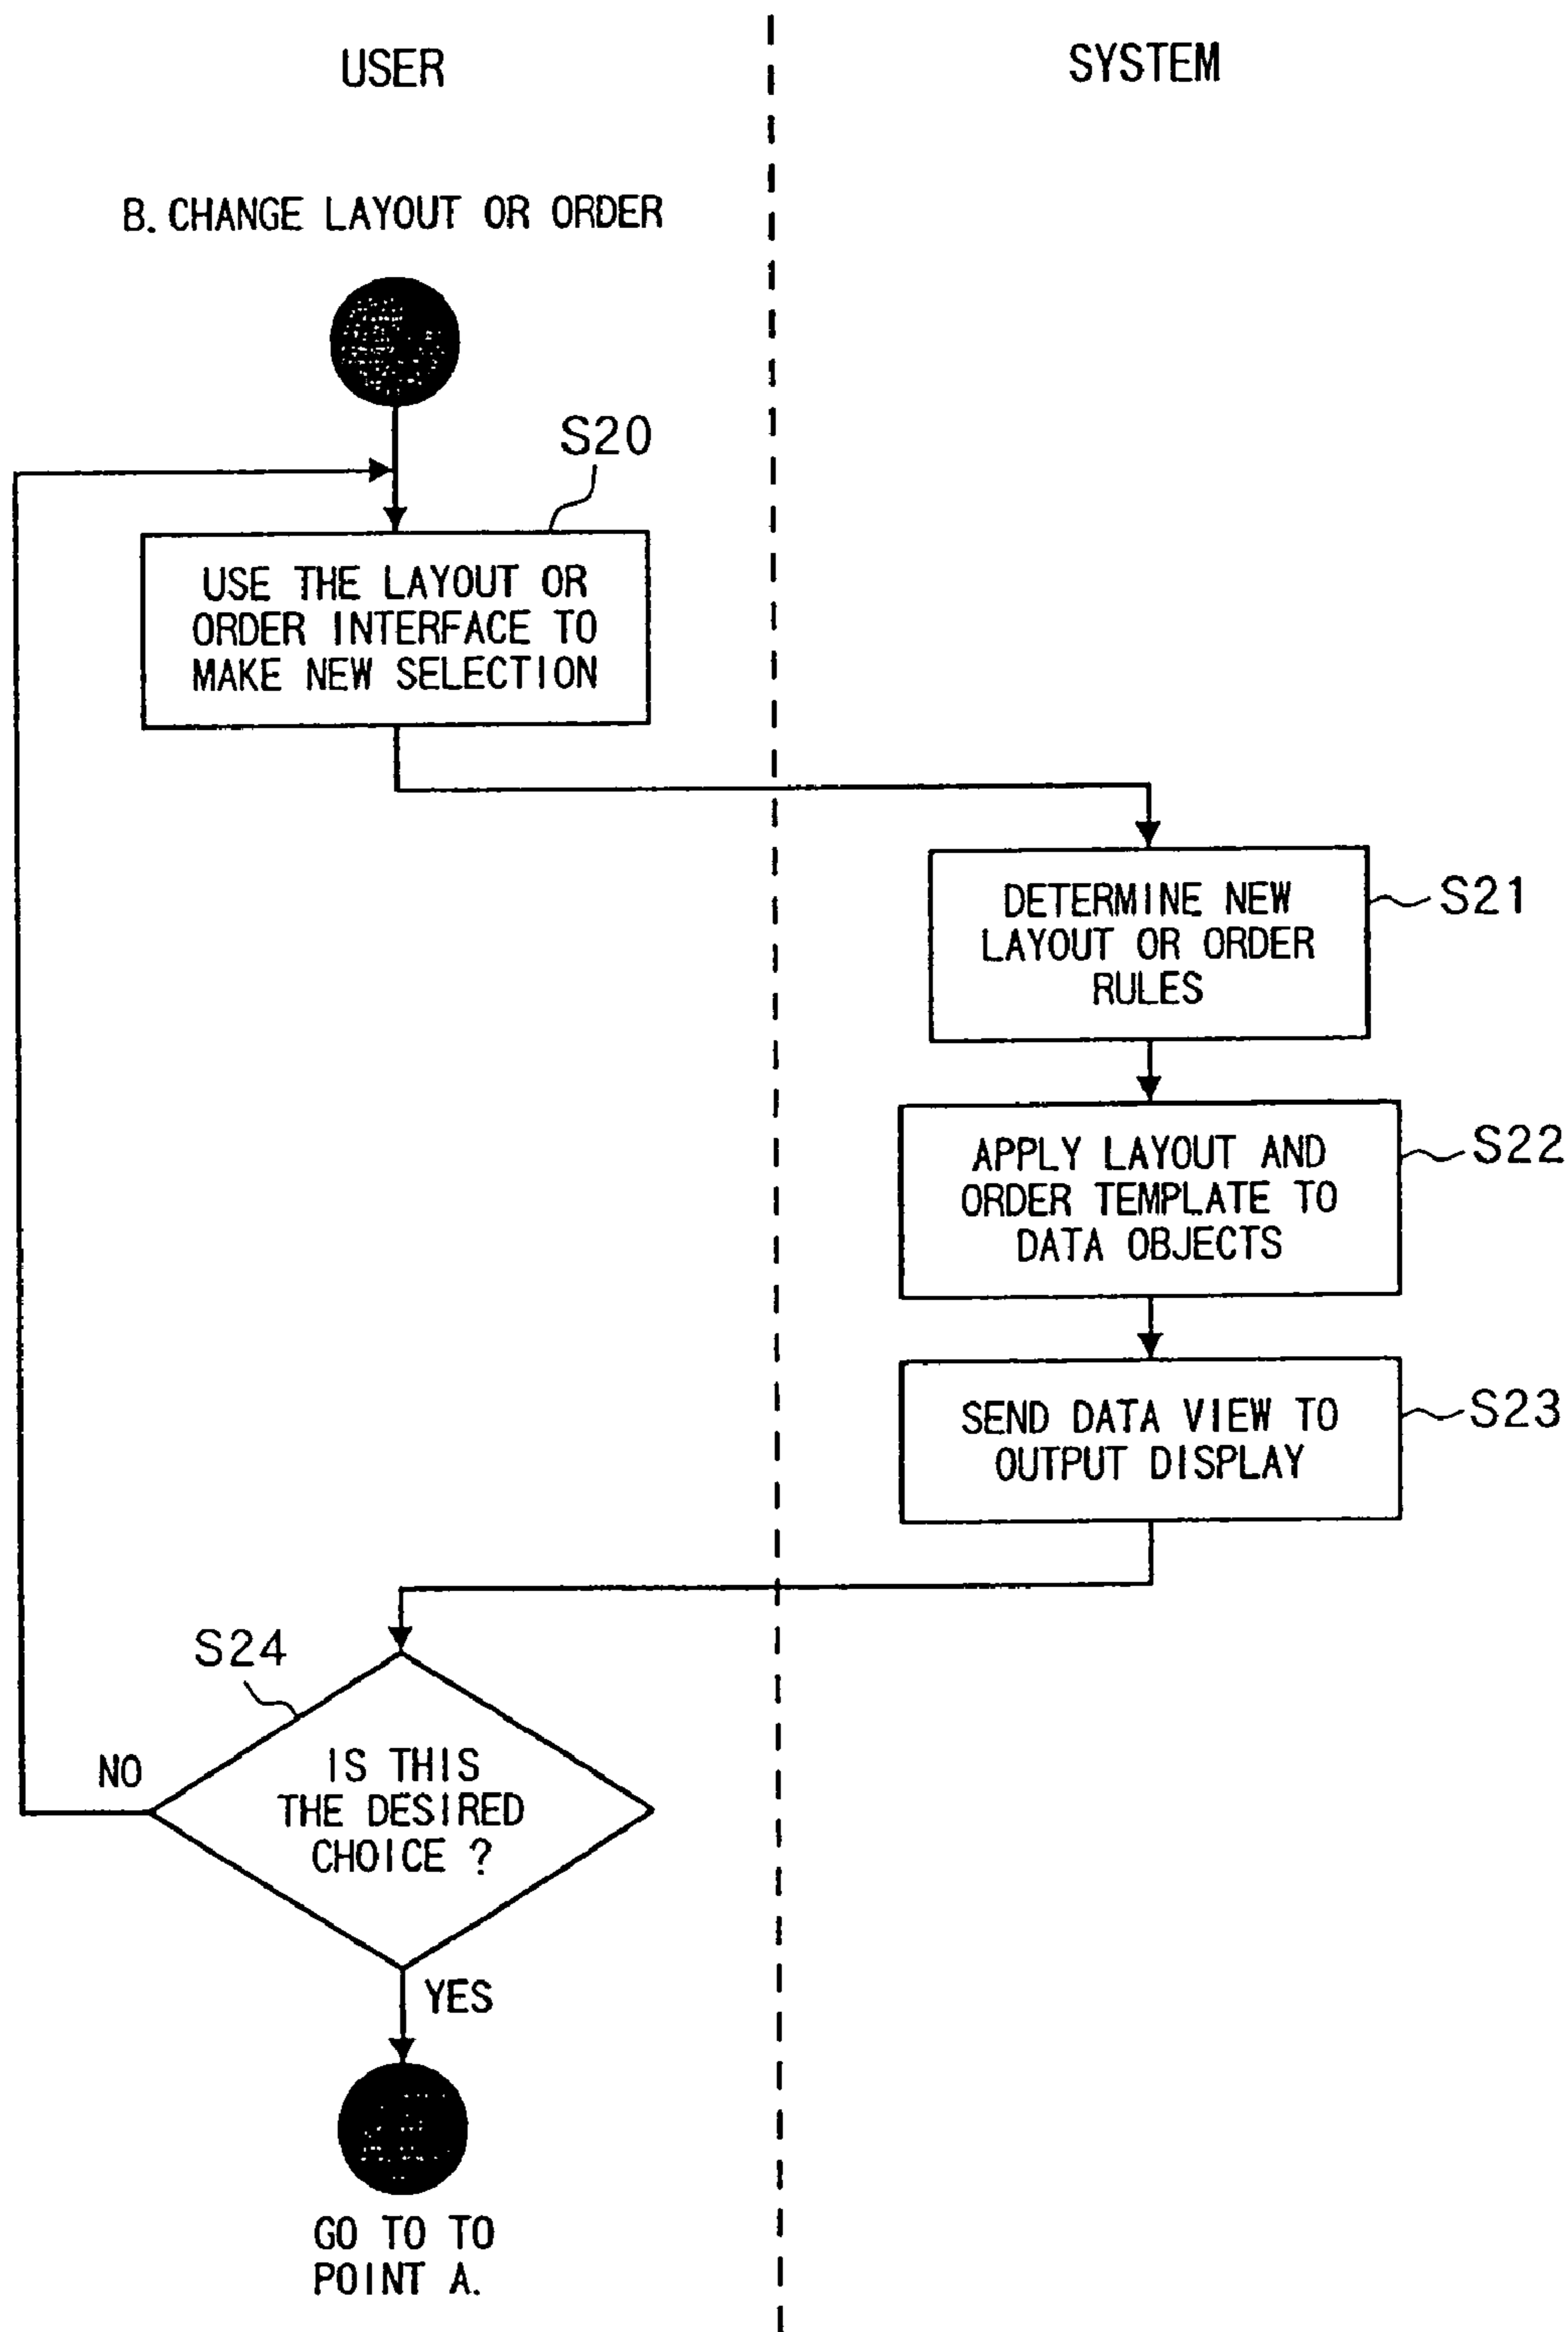 USER
SYSTEM
B. CHANGE LAYOUT OR ORDER
S20
USE THE LAYOUT OR
ORDER INTERFACE TO
MAKE NEW SELECTION
DETERMINE NEW
LAYOUT OR ORDER
RULES
S21
APPLY LAYOUT AND
ORDER TEMPLATE TO
DATA OBJECTS
S22
SEND DATA VIEW TO
OUTPUT DISPLAY
S23
S24
NO
IS THIS
THE DESIRED
CHOICE ?
YES
GO TO TO
POINT A.